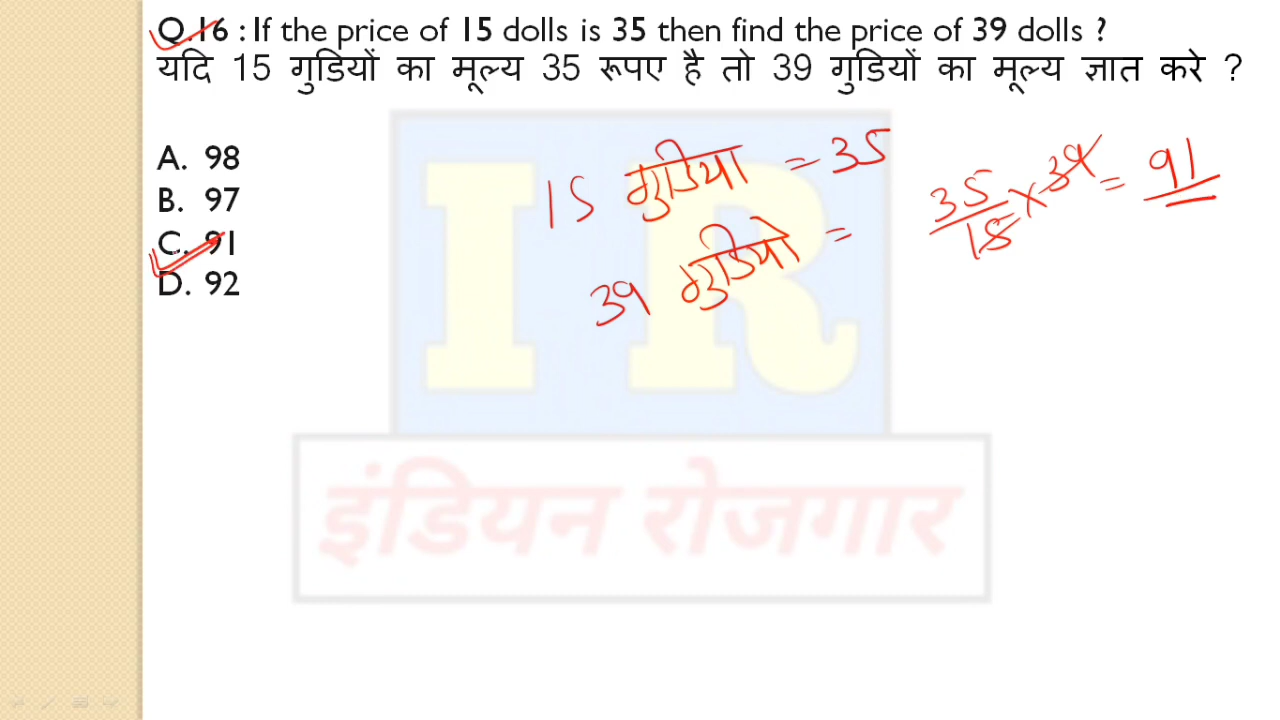 Q.16 : If the price of 15 dolls is 35 then find the price of 39 dolls ?
यदि 15 गुडियों का मूल्य 35 रूपए है तो 39 गुडियों का मूल्य ज्ञात करे ?
A. 98
B. 97
C. 91
D. 92
15 गुडिया = 35
39 गुडियो =
35/15 × 39 = 91
IR
इंडियन रोजगार